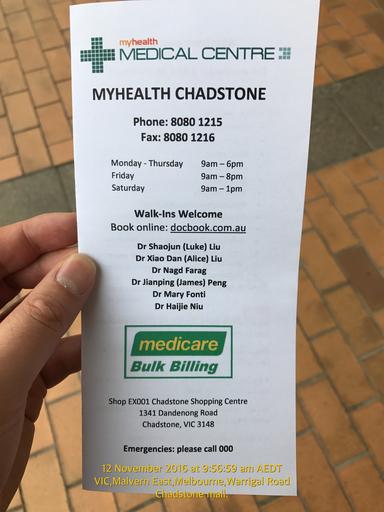 myhealth
MEDICAL CENTRE
MYHEALTH CHADSTONE
Phone: 8080 1215
Fax: 8080 1216
Monday - Thursday 9am – 6pm
Friday 9am – 8pm
Saturday 9am – 1pm
Walk-Ins Welcome
Book online: docbook.com.au
Dr Shaojun (Luke) Liu
Dr Xiao Dan (Alice) Liu
Dr Nagd Farag
Dr Jianping (James) Peng
Dr Mary Fonti
Dr Haijie Niu
medicare
Bulk Billing
Shop EX001 Chadstone Shopping Centre
1341 Dandenong Road
Chadstone, VIC 3148
Emergencies: please call 000
12 November 2016 at 9:56:59 am AEDT
VIC,Malvern East,Melbourne,Warrigal Road
Chadstone mall.